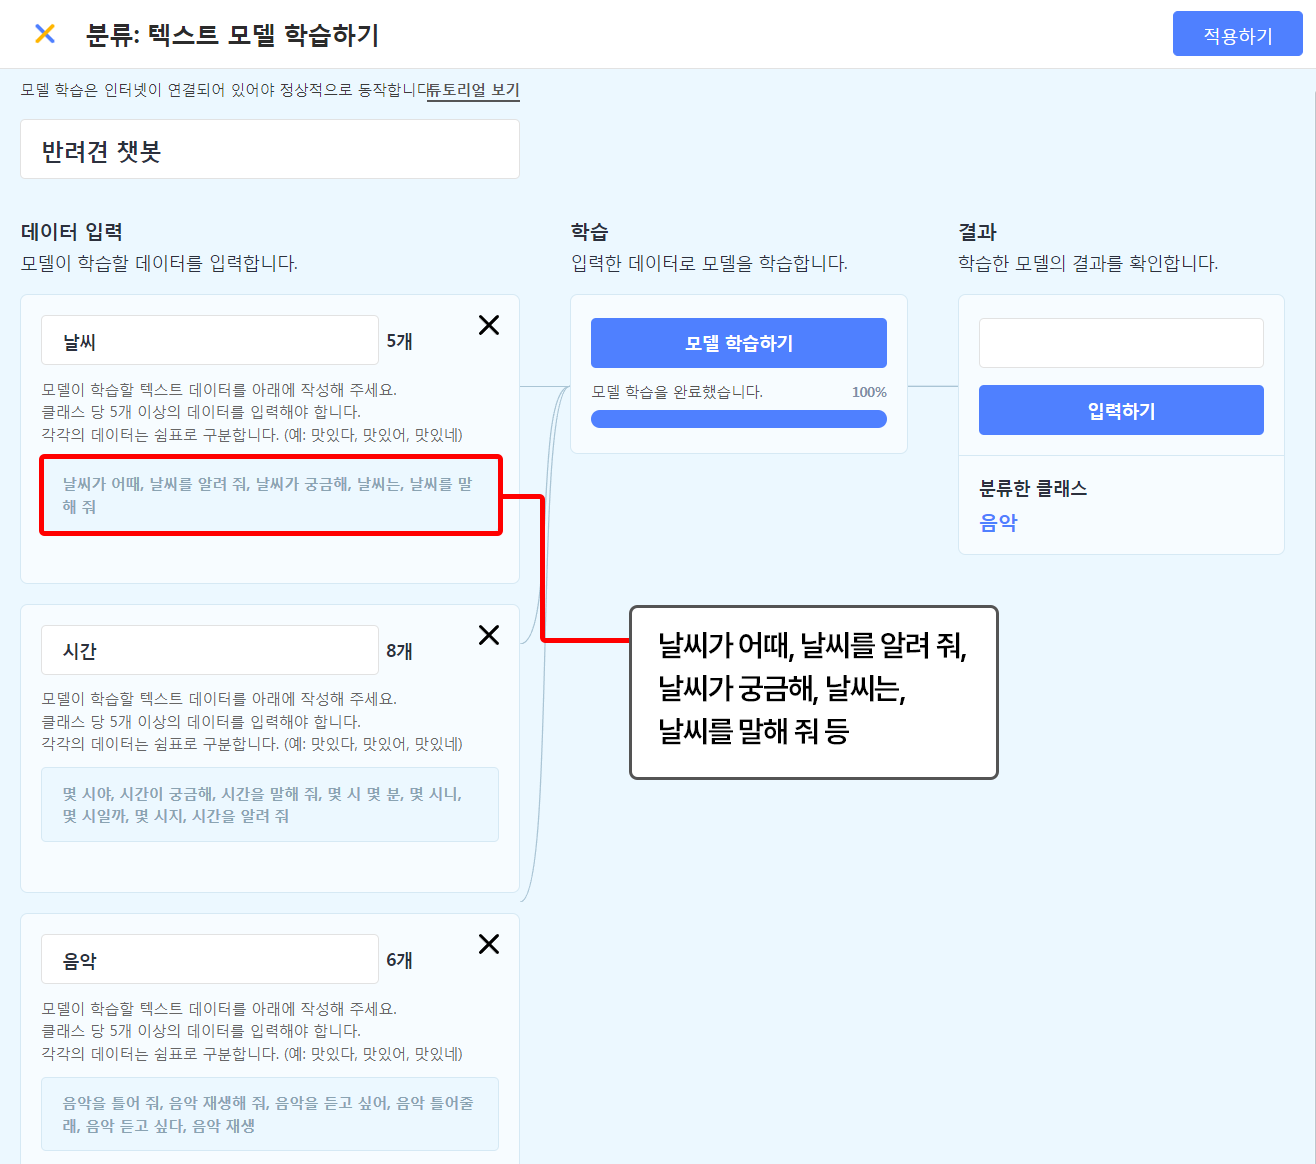 분류: 텍스트 모델 학습하기
적용하기
모델 학습은 인터넷이 연결되어 있어야 정상적으로 동작합니다
튜토리얼 보기
반려견 챗봇
데이터 입력
모델이 학습할 데이터를 입력합니다.
날씨
5개
모델이 학습할 텍스트 데이터를 아래에 작성해 주세요.
클래스 당 5개 이상의 데이터를 입력해야 합니다.
각각의 데이터는 쉼표로 구분합니다. (예: 맛있다, 맛있어, 맛있네)
날씨가 어때, 날씨를 알려 줘, 날씨가 궁금해, 날씨는, 날씨를 말
해 줘
시간
8개
모델이 학습할 텍스트 데이터를 아래에 작성해 주세요.
클래스 당 5개 이상의 데이터를 입력해야 합니다.
각각의 데이터는 쉼표로 구분합니다. (예: 맛있다, 맛있어, 맛있네)
몇 시야, 시간이 궁금해, 시간을 말해 줘, 몇 시 몇 분, 몇 시니,
몇 시일까, 몇 시지, 시간을 알려 줘
음악
6개
모델이 학습할 텍스트 데이터를 아래에 작성해 주세요.
클래스 당 5개 이상의 데이터를 입력해야 합니다.
각각의 데이터는 쉼표로 구분합니다. (예: 맛있다, 맛있어, 맛있네)
음악을 틀어 줘, 음악 재생해 줘, 음악을 듣고 싶어, 음악 틀어줄
래, 음악 듣고 싶다, 음악 재생
학습
입력한 데이터로 모델을 학습합니다.
모델 학습하기
모델 학습을 완료했습니다.
100%
결과
학습한 모델의 결과를 확인합니다.
입력하기
분류한 클래스
음악
날씨가 어때, 날씨를 알려 줘,
날씨가 궁금해, 날씨는,
날씨를 말해 줘 등